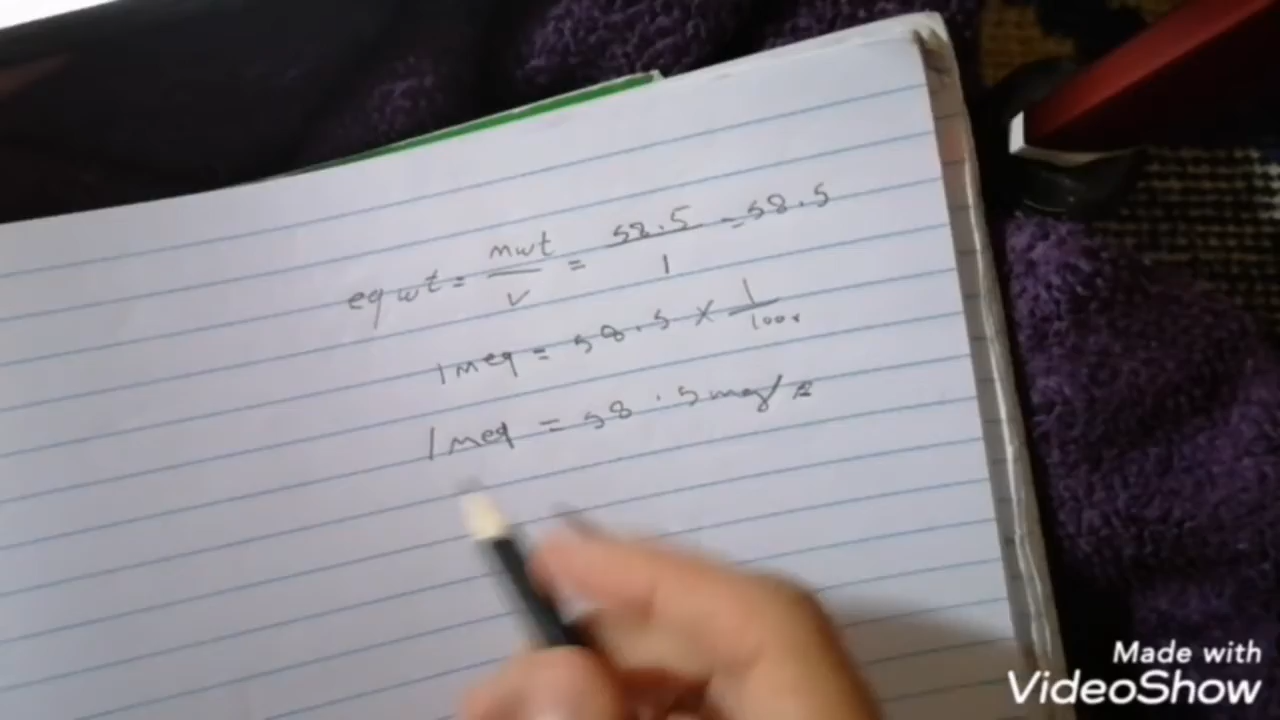 eq wt = mwt / v = 58.5 / 1 = 58.5
1 meq = 58.5 x 1 / 1000
1 meq = 58.5 mg/
Made with
VideoShow